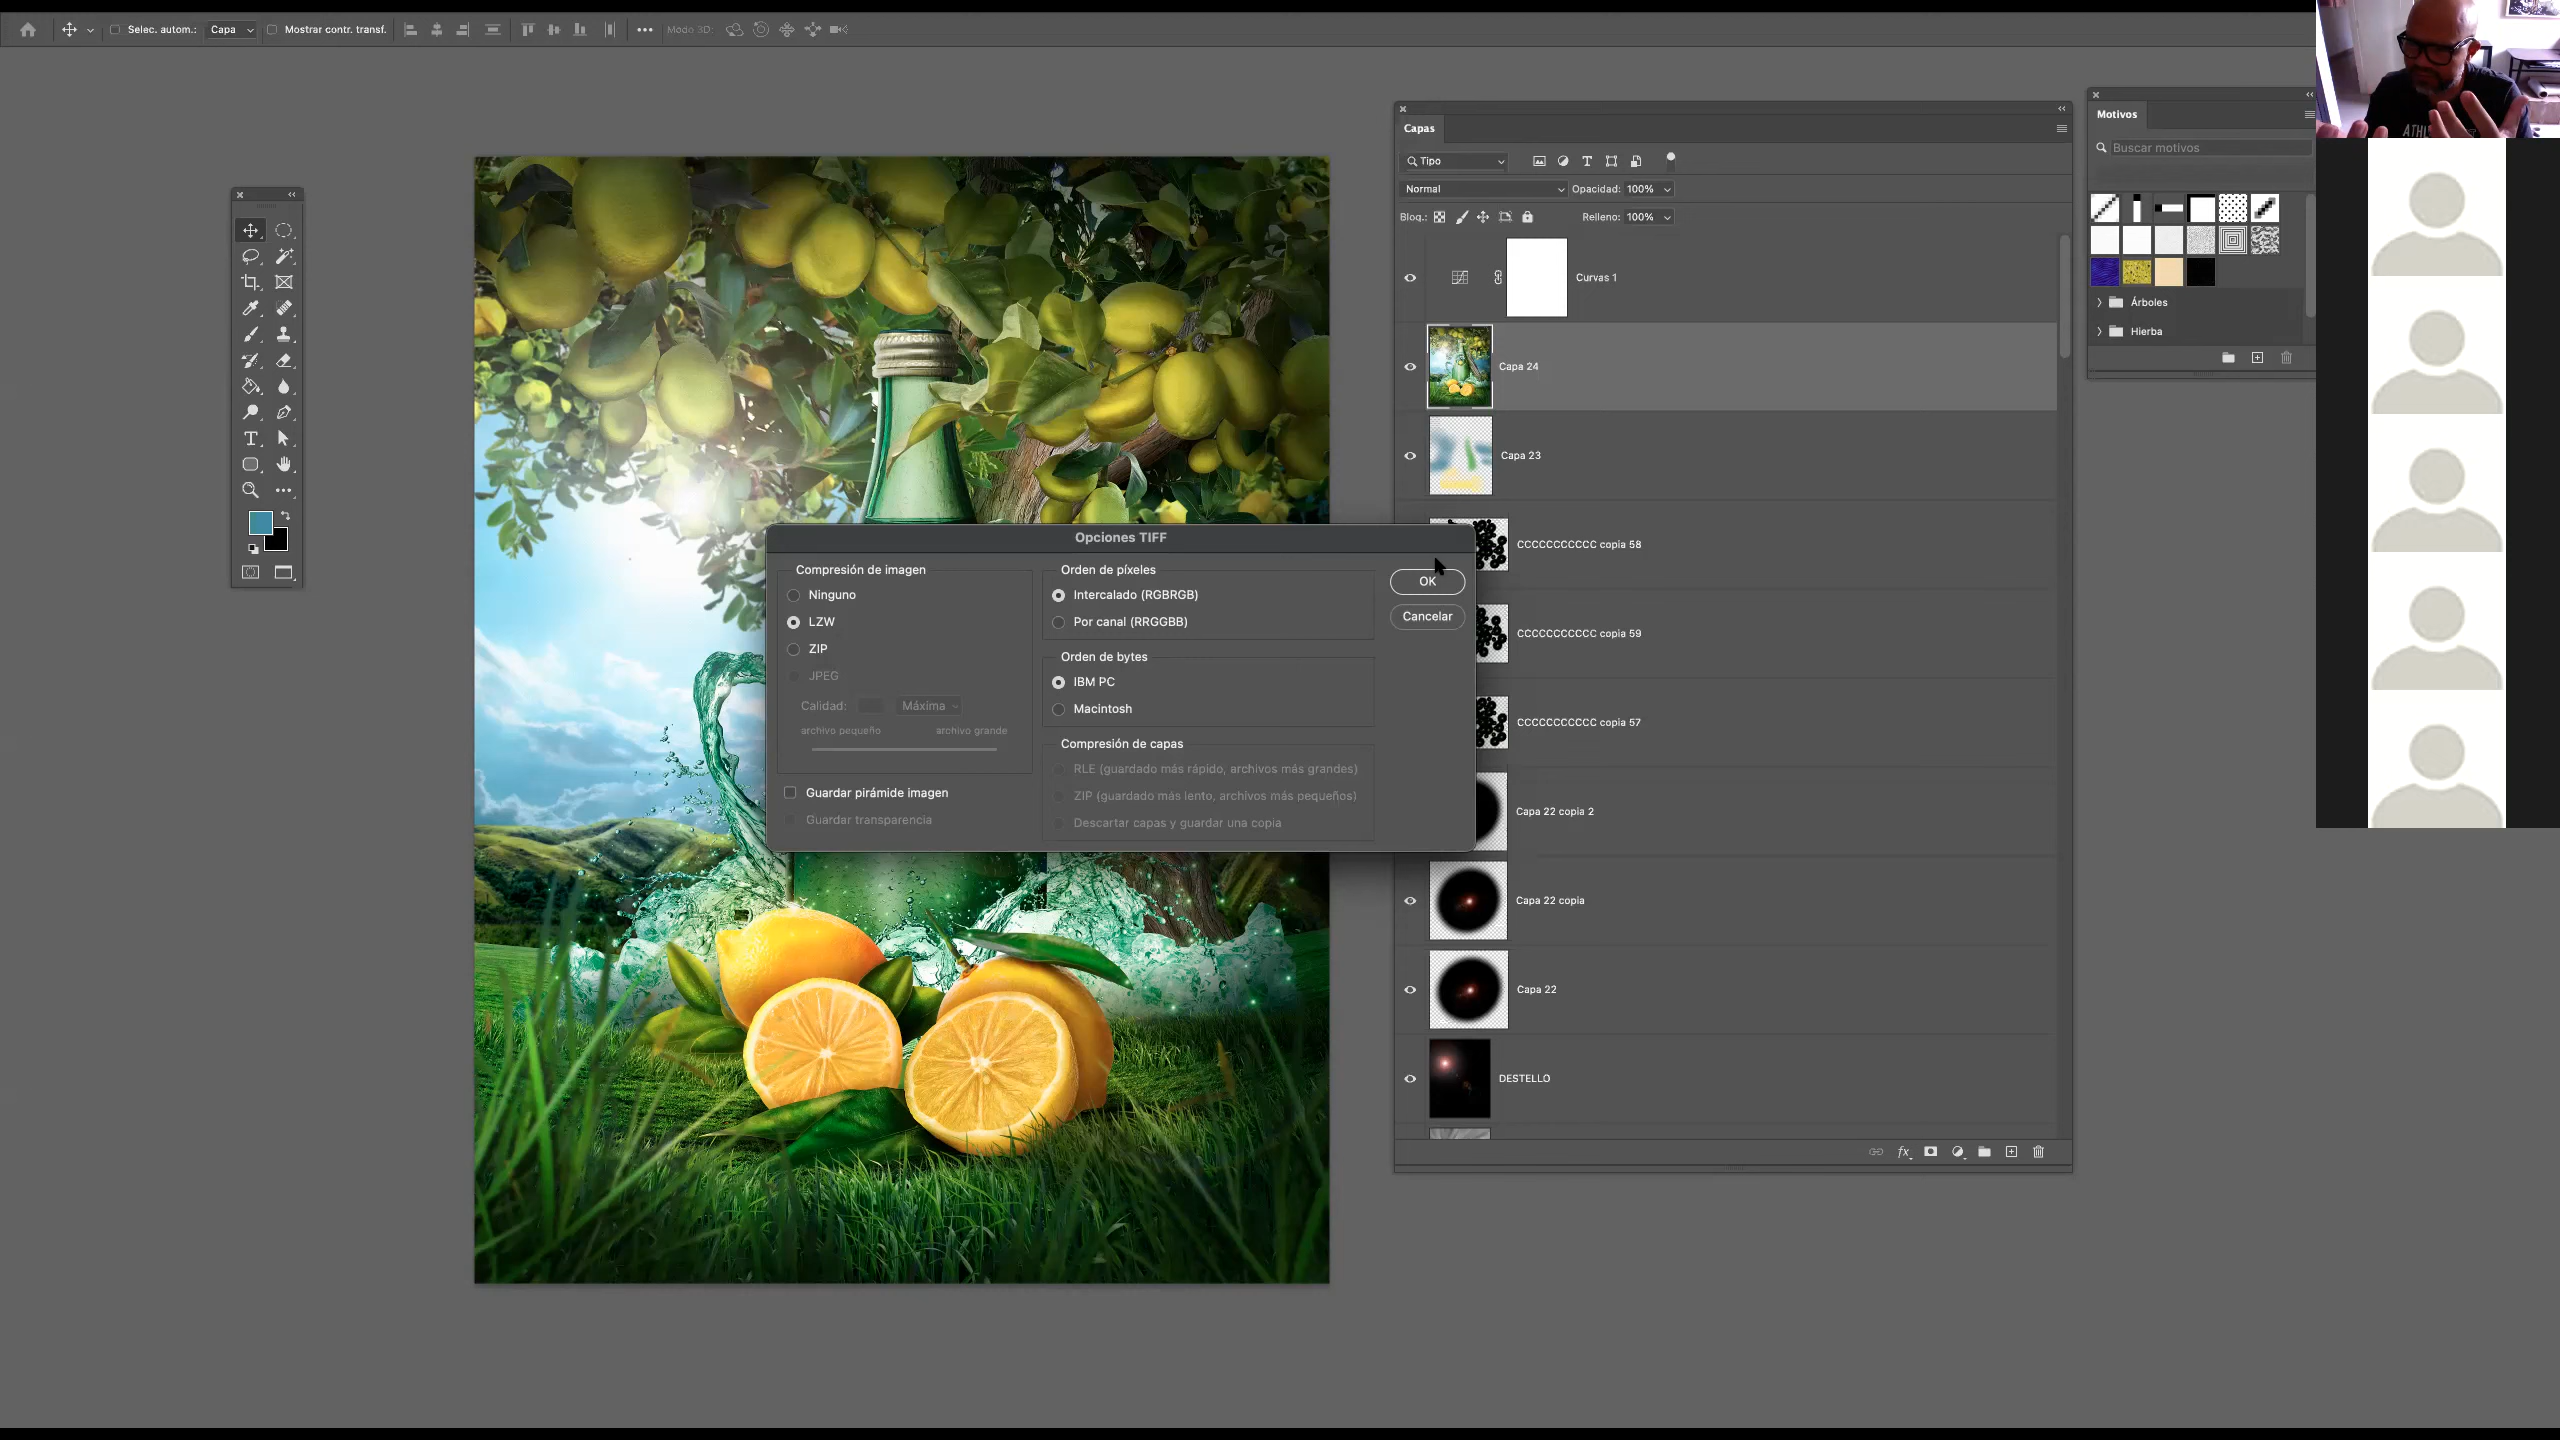 Selec. autom.: Capa Mostrar contr. transf. ••• Modo 3D:
Capas
Tipo
Normal Opacidad: 100%
Bloq.: Relleno: 100%
Curvas 1
Capa 24
Capa 23
CCCCCCCCCCC copia 58
CCCCCCCCCCC copia 59
CCCCCCCCCCC copia 57
Capa 22 copia 2
Capa 22 copia
Capa 22
DESTELLO
fx
Motivos
Buscar motivos
Árboles
Hierba
Opciones TIFF
Compresión de imagen
Ninguno
LZW
ZIP
JPEG
Calidad: Máxima
archivo pequeño archivo grande
Guardar pirámide imagen
Guardar transparencia
Orden de píxeles
Intercalado (RGBRGB)
Por canal (RRGGBB)
Orden de bytes
IBM PC
Macintosh
Compresión de capas
RLE (guardado más rápido, archivos más grandes)
ZIP (guardado más lento, archivos más pequeños)
Descartar capas y guardar una copia
OK
Cancelar